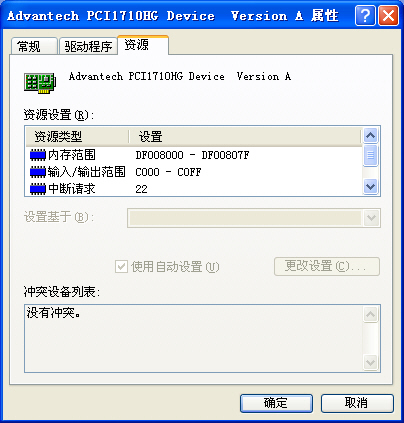 Advantech PCI1710HG Device  Version A 属性
常规 驱动程序 资源
Advantech PCI1710HG Device  Version A
资源设置(R):
资源类型 设置
内存范围 DF008000 - DF00807F
输入/输出范围 C000 - C0FF
中断请求 22
设置基于(B):
使用自动设置(U) 更改设置(C)...
冲突设备列表:
没有冲突。
确定 取消